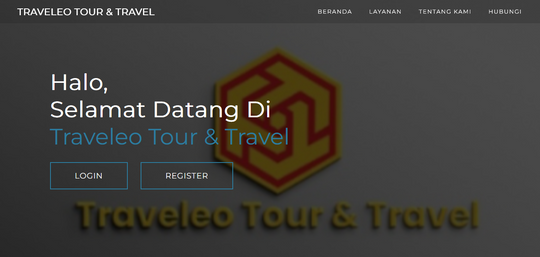 TRAVELEO TOUR & TRAVEL
BERANDA LAYANAN TENTANG KAMI HUBUNGI
Halo,
Selamat Datang Di
Traveleo Tour & Travel
LOGIN REGISTER
Traveleo Tour & Travel